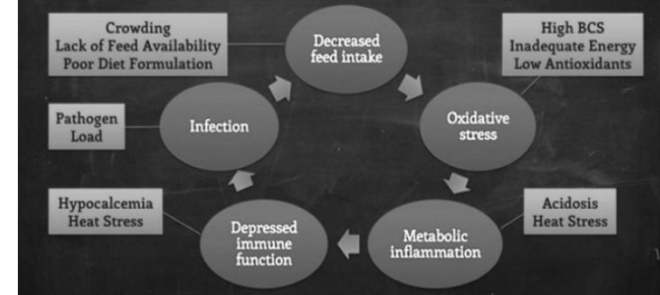 Crowding
Lack of Feed Availability
Poor Diet Formulation
Decreased
feed intake
High BCS
Inadequate Energy
Low Antioxidants
Pathogen
Load
Infection
Oxidative
stress
Hypocalcemia
Heat Stress
Depressed
immune
function
Metabolic
inflammation
Acidosis
Heat Stress